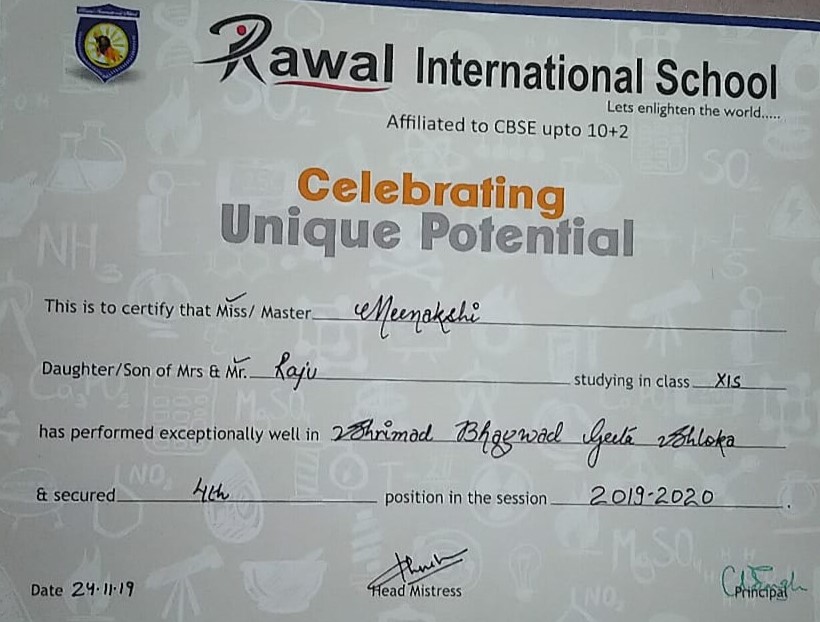 Rawal International School
Lets enlighten the world.....
Affiliated to CBSE upto 10+2
Celebrating
Unique Potential
This is to certify that Miss/ Master Meenakshi
Daughter/Son of Mrs & Mr. Raju studying in class XIS
has performed exceptionally well in Shrimad Bhagwad Geeta Shloka
& secured 4th position in the session 2019-2020.
Date 24.11.19 Head Mistress Principal